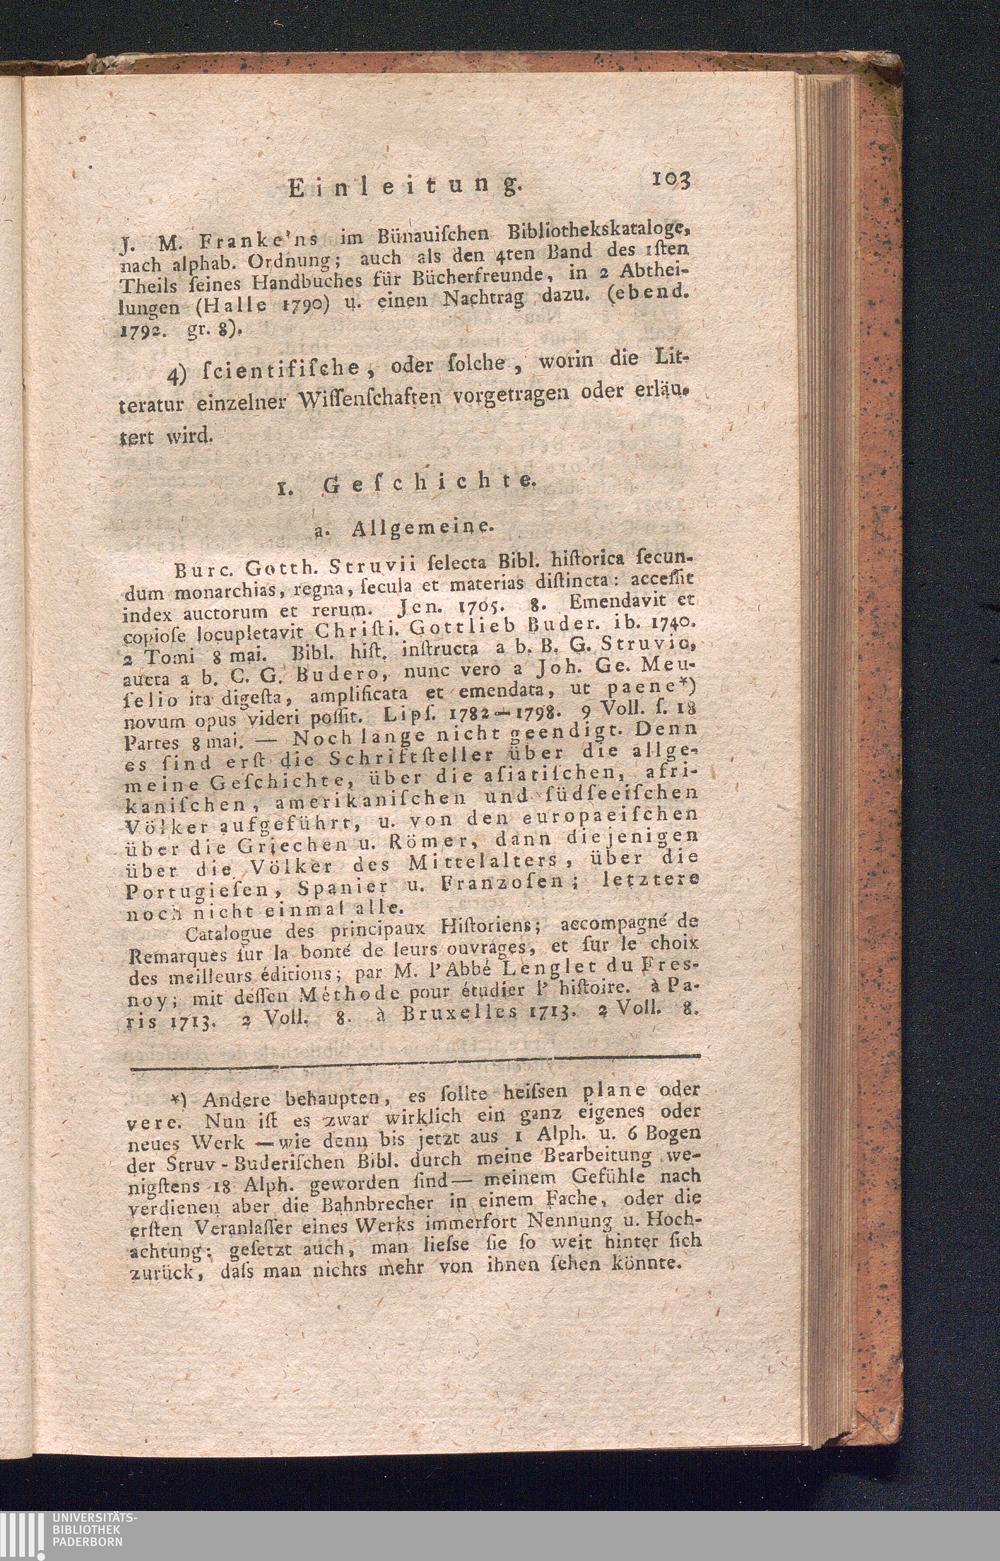 Einleitung. 103
J. M. Franke'ns im Bünauiſchen Bibliothekskataloge,
nach alphab. Ordnung; auch als den 4ten Band des 1ſten
Theils ſeines Handbuches für Bücherfreunde, in 2 Abthei-
lungen (Halle 1790) u. einen Nachtrag dazu. (ebend.
1792. gr. 8).
4) ſcientifiſche, oder ſolche, worin die Lit-
teratur einzelner Wiſſenſchaften vorgetragen oder erläu-
tert wird.
1. Geſchichte.
a. Allgemeine.
Burc. Gotth. Struvii ſelecta Bibl. hiſtorica ſecun-
dum monarchias, regna, ſecula et materias diſtincta: acceſſit
index auctorum et rerum. Jen. 1705. 8. Emendavit et
copioſe locupletavit Chriſti. Gottlieb Buder. ib. 1740.
2 Tomi 8 mai. Bibl. hiſt. inſtructa a b. B. G. Struvio,
aucta a b. C. G. Budero, nunc vero a Joh. Ge. Meu-
ſelio ita digeſta, amplificata et emendata, ut paene*)
novum opus videri poſſit. Lipſ. 1782—1798. 9 Voll. ſ. 18
Partes 8 mai. — Noch lange nicht geendigt. Denn
es ſind erſt die Schriftſteller über die allge-
meine Geſchichte, über die aſiatiſchen, afri-
kaniſchen, amerikaniſchen und ſüdſeeiſchen
Völker aufgeführt, u. von den europaeiſchen
über die Griechen u. Römer, dann diejenigen
über die Völker des Mittelalters, über die
Portugieſen, Spanier u. Franzoſen; letztere
noch nicht einmal alle.
Catalogue des principaux Hiſtoriens; accompagné de
Remarques ſur la bonté de leurs ouvrages, et ſur le choix
des meilleurs éditions; par M. l'Abbé Lenglet du Fres-
noy; mit deſſen Méthode pour étudier l' hiſtoire. à Pa-
ris 1713. 2 Voll. 8. à Bruxelles 1713. 2 Voll. 8.
*) Andere behaupten, es ſollte heiſsen plane oder
vere. Nun iſt es zwar wirklich ein ganz eigenes oder
neues Werk — wie denn bis jetzt aus 1 Alph. u. 6 Bogen
der Struv-Buderiſchen Bibl. durch meine Bearbeitung we-
nigſtens 18 Alph. geworden ſind — meinem Gefühle nach
verdienen aber die Bahnbrecher in einem Fache, oder die
erſten Veranlaſſer eines Werks immerfort Nennung u. Hoch-
achtung; geſetzt auch, man lieſse ſie ſo weit hinter ſich
zurück, daſs man nichts mehr von ihnen ſehen könnte.
UNIVERSITÄTS-
BIBLIOTHEK
PADERBORN